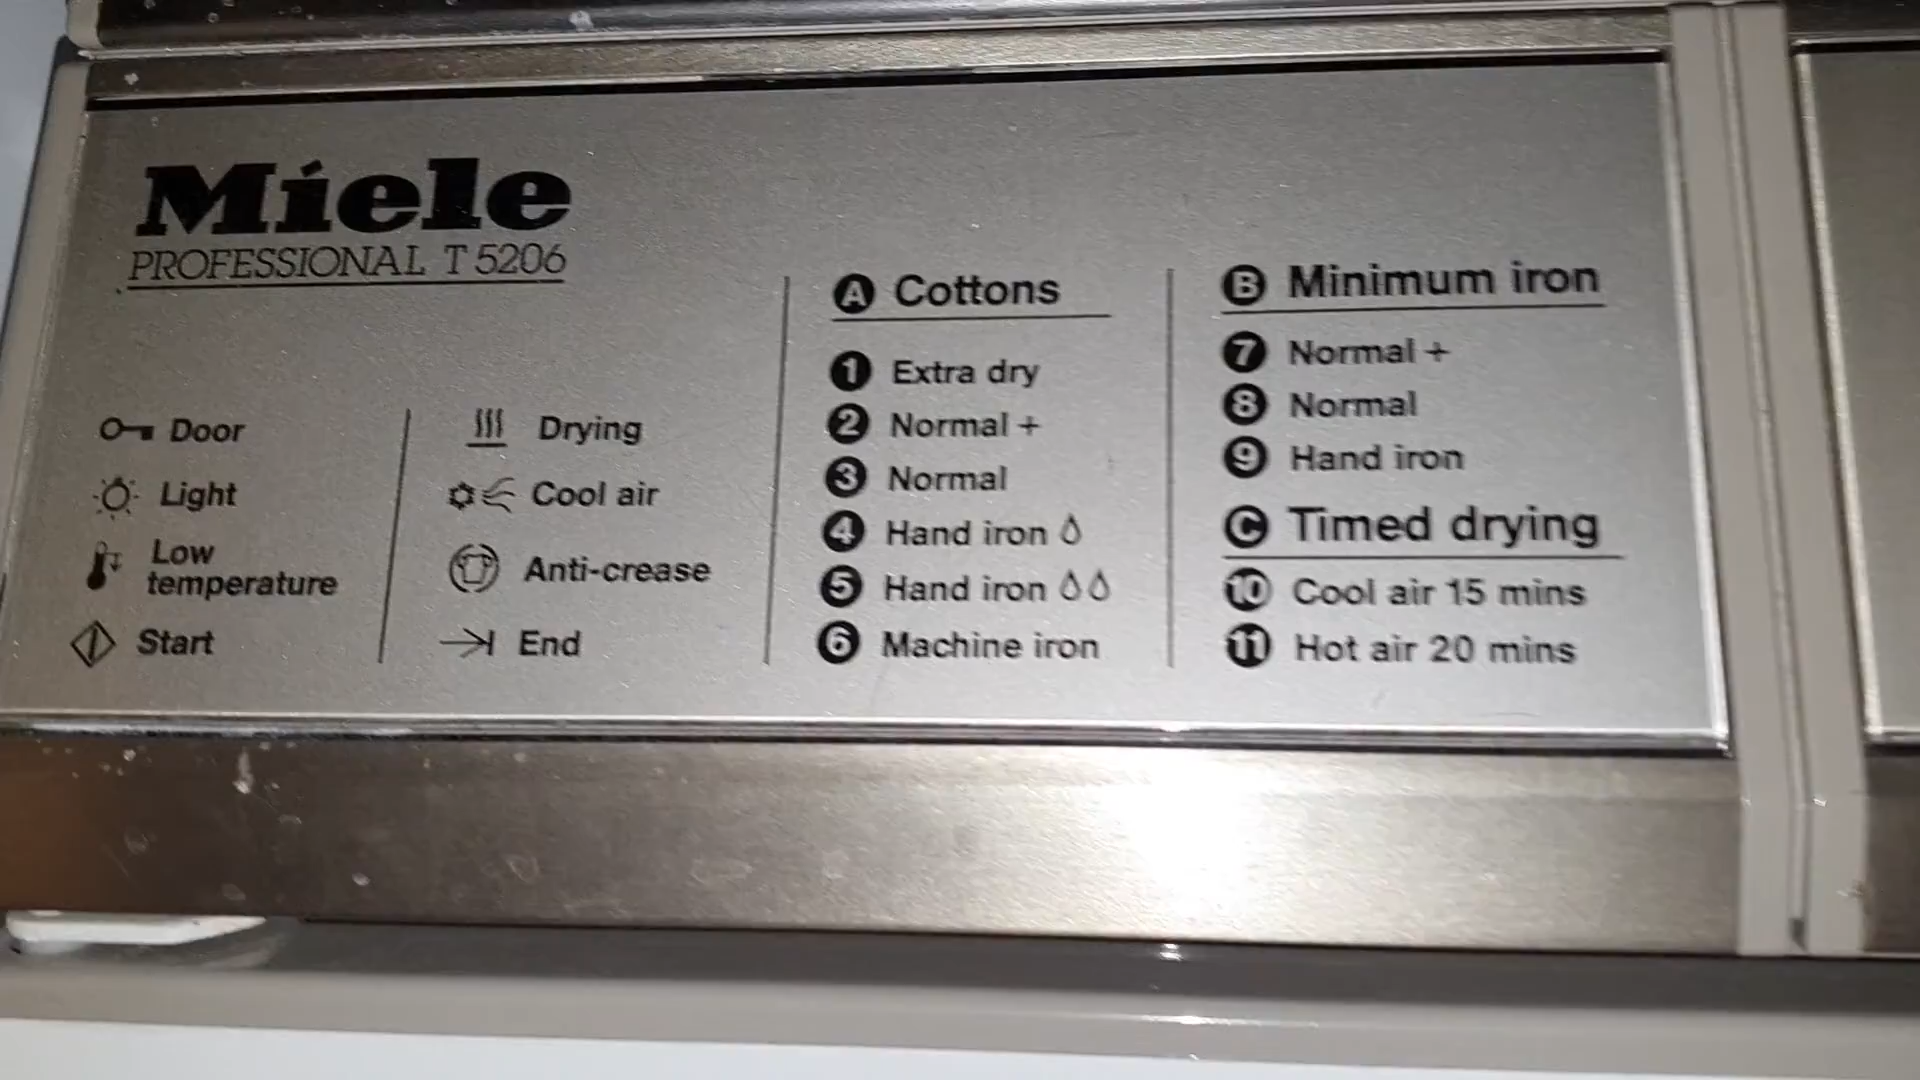 Miele
PROFESSIONAL T 5206
Door
Light
Low
temperature
Start
Drying
Cool air
Anti-crease
End
A Cottons
1 Extra dry
2 Normal +
3 Normal
4 Hand iron
5 Hand iron
6 Machine iron
B Minimum iron
7 Normal +
8 Normal
9 Hand iron
C Timed drying
10 Cool air 15 mins
11 Hot air 20 mins